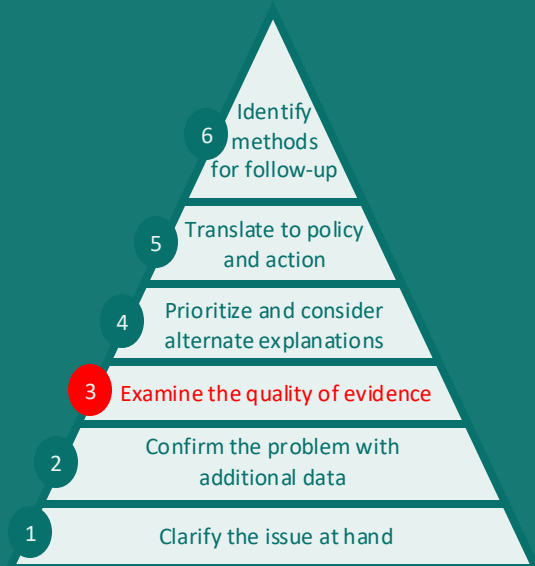 6
Identify
methods
for follow-up
5
Translate to policy
and action
4
Prioritize and consider
alternate explanations
3
Examine the quality of evidence
2
Confirm the problem with
additional data
1
Clarify the issue at hand